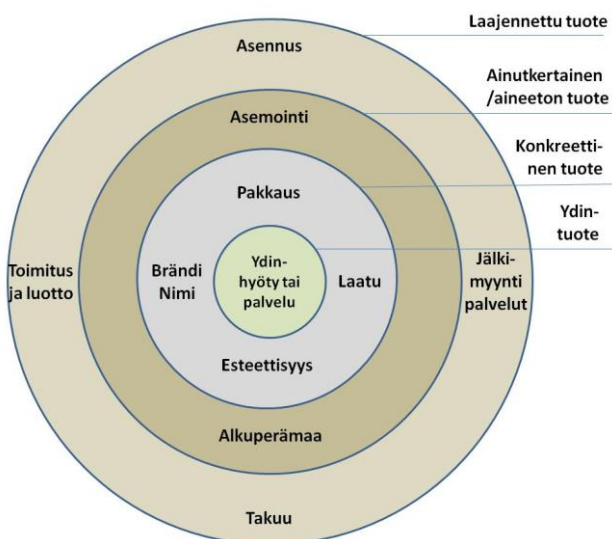 Laajennettu tuote
Asennus
Ainutkertainen
/aineeton tuote
Asemointi
Konkreetti-
nen tuote
Pakkaus
Ydin-
tuote
Toimitus
ja luotto
Brändi
Nimi
Ydin-
hyöty tai
palvelu
Laatu
Jälki-
myynti
palvelut
Esteettisyys
Alkuperämaa
Takuu